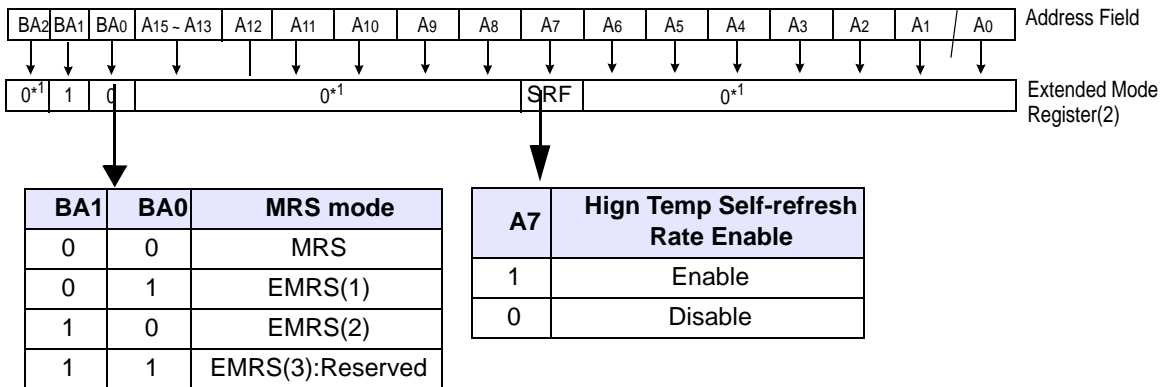 BA2 BA1 BA0 A15 ~ A13 A12 A11 A10 A9 A8 A7 A6 A5 A4 A3 A2 A1 A0 Address Field
0*1 1 0 0*1 SRF 0*1 Extended Mode
Register(2)
BA1 BA0 MRS mode
0 0 MRS
0 1 EMRS(1)
1 0 EMRS(2)
1 1 EMRS(3):Reserved
A7 Hign Temp Self-refresh
Rate Enable
1 Enable
0 Disable